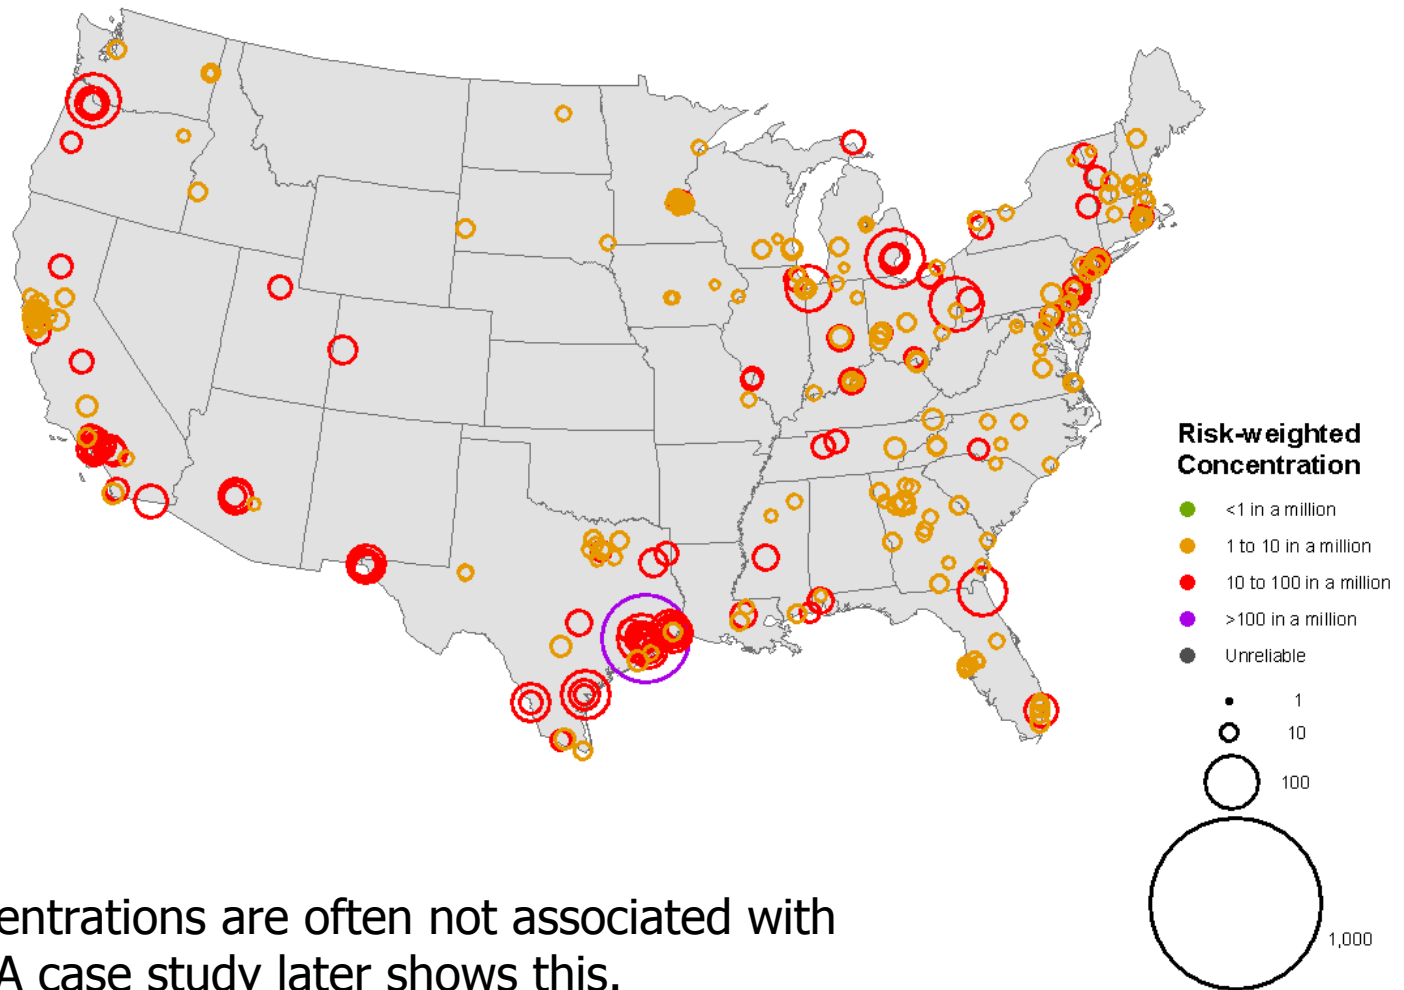 Risk-weighted
Concentration
<1 in a million
1 to 10 in a million
10 to 100 in a million
>100 in a million
Unreliable
1
10
100
1,000
entrations are often not associated with
A case study later shows this.